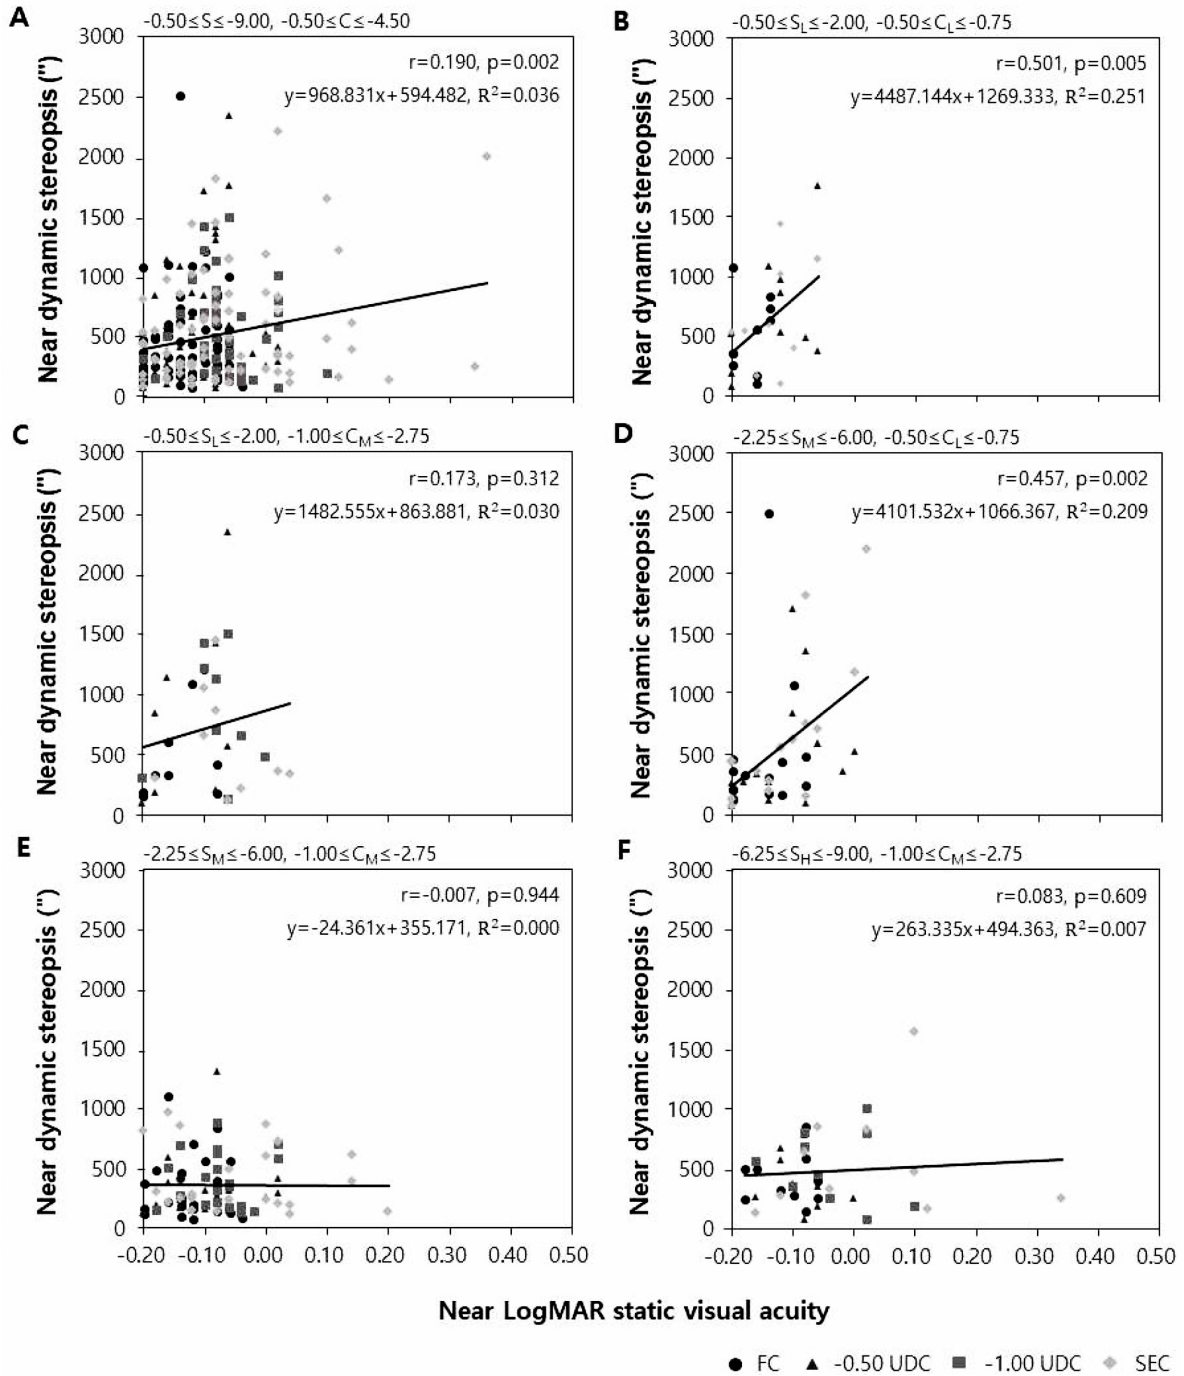 A
-0.50≤S≤-9.00, -0.50≤C≤-4.50
3000
2500
2000
1500
1000
500
0
Near dynamic stereopsis (")
r=0.190, p=0.002
y=968.831x+594.482, R²=0.036
B
-0.50≤S_L≤-2.00, -0.50≤C_L≤-0.75
3000
2500
2000
1500
1000
500
0
Near dynamic stereopsis (")
r=0.501, p=0.005
y=4487.144x+1269.333, R²=0.251
C
-0.50≤S_L≤-2.00, -1.00≤C_M≤-2.75
3000
2500
2000
1500
1000
500
0
Near dynamic stereopsis (")
r=0.173, p=0.312
y=1482.555x+863.881, R²=0.030
D
-2.25≤S_M≤-6.00, -0.50≤C_L≤-0.75
3000
2500
2000
1500
1000
500
0
Near dynamic stereopsis (")
r=0.457, p=0.002
y=4101.532x+1066.367, R²=0.209
E
-2.25≤S_M≤-6.00, -1.00≤C_M≤-2.75
3000
2500
2000
1500
1000
500
0
Near dynamic stereopsis (")
r=-0.007, p=0.944
y=-24.361x+355.171, R²=0.000
-0.20 -0.10 0.00 0.10 0.20 0.30 0.40 0.50
F
-6.25≤S_H≤-9.00, -1.00≤C_M≤-2.75
3000
2500
2000
1500
1000
500
0
Near dynamic stereopsis (")
r=0.083, p=0.609
y=263.335x+494.363, R²=0.007
-0.20 -0.10 0.00 0.10 0.20 0.30 0.40 0.50
Near LogMAR static visual acuity
FC -0.50 UDC -1.00 UDC SEC